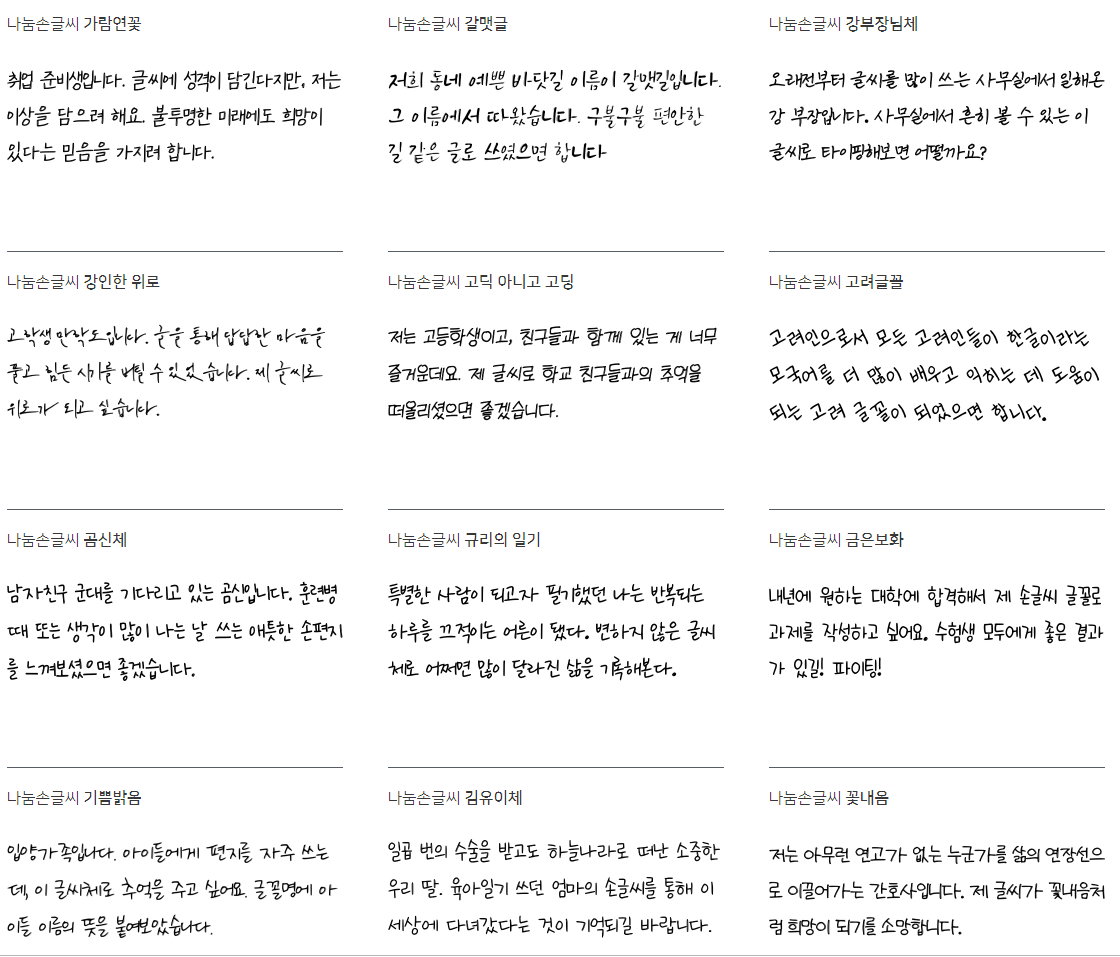 나눔손글씨 가람연꽃
취업 준비생입니다. 글씨에 성격이 담긴다지만, 저는
이상을 담으려 해요. 불투명한 미래에도 희망이
있다는 믿음을 가지려 합니다.
나눔손글씨 갈맷글
저희 동네 예쁜 바닷길 이름이 갈맷길입니다.
그 이름에서 따왔습니다. 구불구불 편안한
길 같은 글로 쓰였으면 합니다
나눔손글씨 강부장님체
오래전부터 글씨를 많이 쓰는 사무실에서 일해온
강 부장입니다. 사무실에서 흔히 볼 수 있는 이
글씨로 타이핑해보면 어떨까요?
나눔손글씨 강인한 위로
고학생 만학도입니다. 글을 통해 답답한 마음을
풀고 힘든 시기를 버틸 수 있었습니다. 제 글씨로
위로가 되고 싶습니다.
나눔손글씨 고딕 아니고 고딩
저는 고등학생이고, 친구들과 함께 있는 게 너무
즐거운데요. 제 글씨로 학교 친구들과의 추억을
떠올리셨으면 좋겠습니다.
나눔손글씨 고려글꼴
고려인으로서 모든 고려인들이 한글이라는
모국어를 더 많이 배우고 익히는 데 도움이
되는 고려 글꼴이 되었으면 합니다.
나눔손글씨 곰신체
남자친구 군대를 기다리고 있는 곰신입니다. 훈련병
때 또는 생각이 많이 나는 날 쓰는 애틋한 손편지
를 느껴보셨으면 좋겠습니다.
나눔손글씨 규리의 일기
특별한 사람이 되고자 필기했던 나는 반복되는
하루를 끄적이는 어른이 됐다. 변하지 않은 글씨
체로 어쩌면 많이 달라진 삶을 기록해본다.
나눔손글씨 금은보화
내년에 원하는 대학에 합격해서 제 손글씨 글꼴로
과제를 작성하고 싶어요. 수험생 모두에게 좋은 결과
가 있길! 파이팅!
나눔손글씨 기쁨밝음
입양가족입니다. 아이들에게 편지를 자주 쓰는
데, 이 글씨체로 추억을 주고 싶어요. 글꼴명에 아
이들 이름의 뜻을 붙여보았습니다.
나눔손글씨 김유이체
일곱 번의 수술을 받고도 하늘나라로 떠난 소중한
우리 딸. 육아일기 쓰던 엄마의 손글씨를 통해 이
세상에 다녀갔다는 것이 기억되길 바랍니다.
나눔손글씨 꽃내음
저는 아무런 연고가 없는 누군가를 삶의 연장선으
로 이끌어가는 간호사입니다. 제 글씨가 꽃내음처
럼 희망이 되기를 소망합니다.